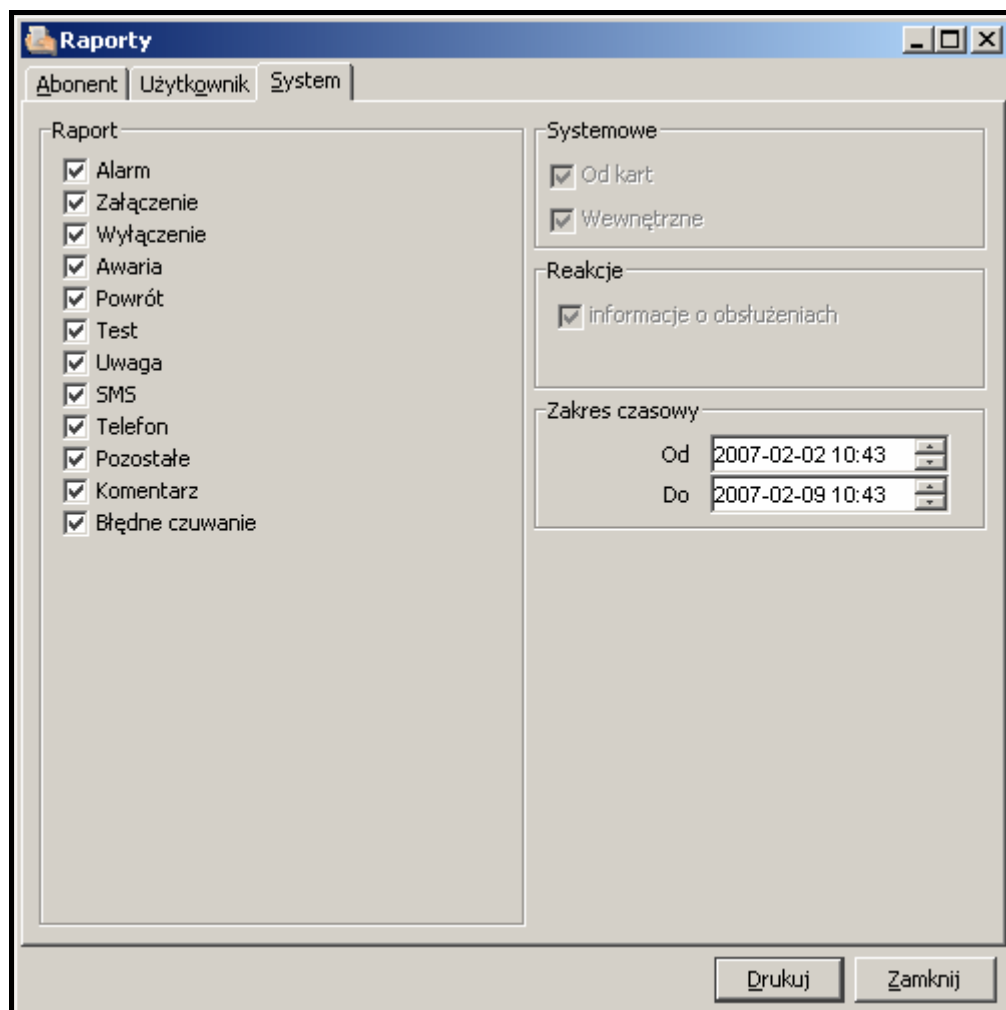 Raporty
Abonent Użytkownik System
Raport
Alarm
Załączenie
Wyłączenie
Awaria
Powrót
Test
Uwaga
SMS
Telefon
Pozostałe
Komentarz
Błędne czuwanie
Systemowe
Od kart
Wewnętrzne
Reakcje
informacje o obsłużeniach
Zakres czasowy
Od 2007-02-02 10:43
Do 2007-02-09 10:43
Drukuj Zamknij